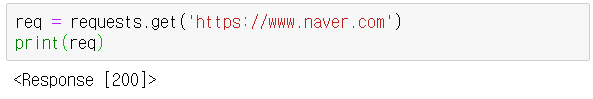 req = requests.get('https://www.naver.com')
print(req)
<Response [200]>